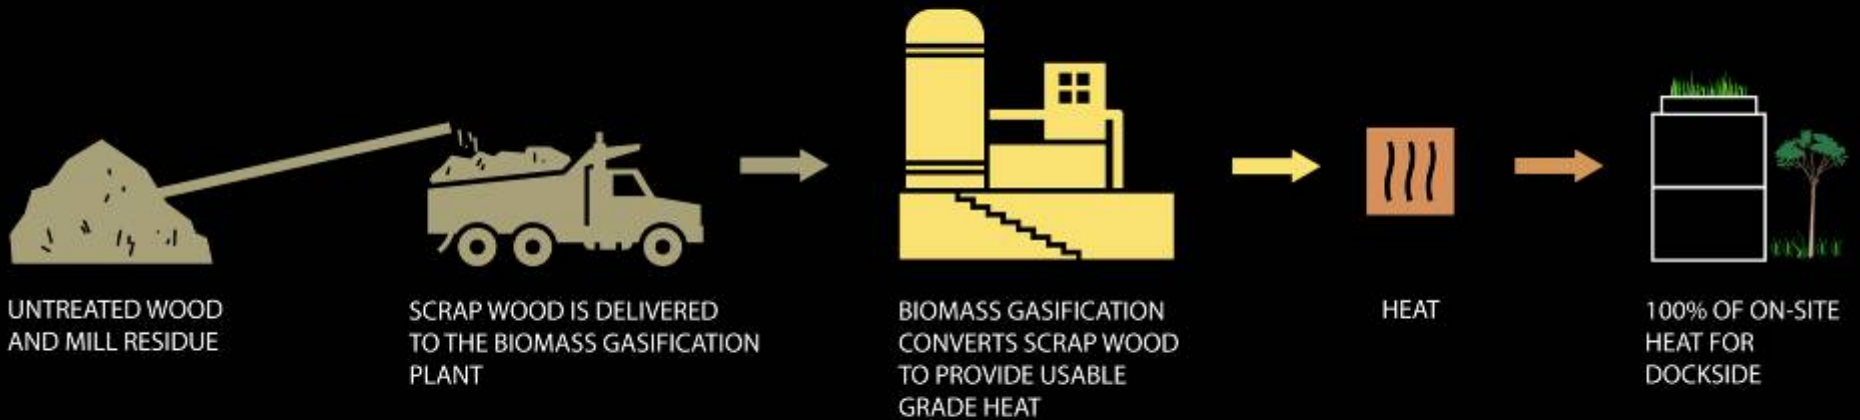 UNTREATED WOOD
AND MILL RESIDUE
SCRAP WOOD IS DELIVERED
TO THE BIOMASS GASIFICATION
PLANT
BIOMASS GASIFICATION
CONVERTS SCRAP WOOD
TO PROVIDE USABLE
GRADE HEAT
HEAT
100% OF ON-SITE
HEAT FOR
DOCKSIDE